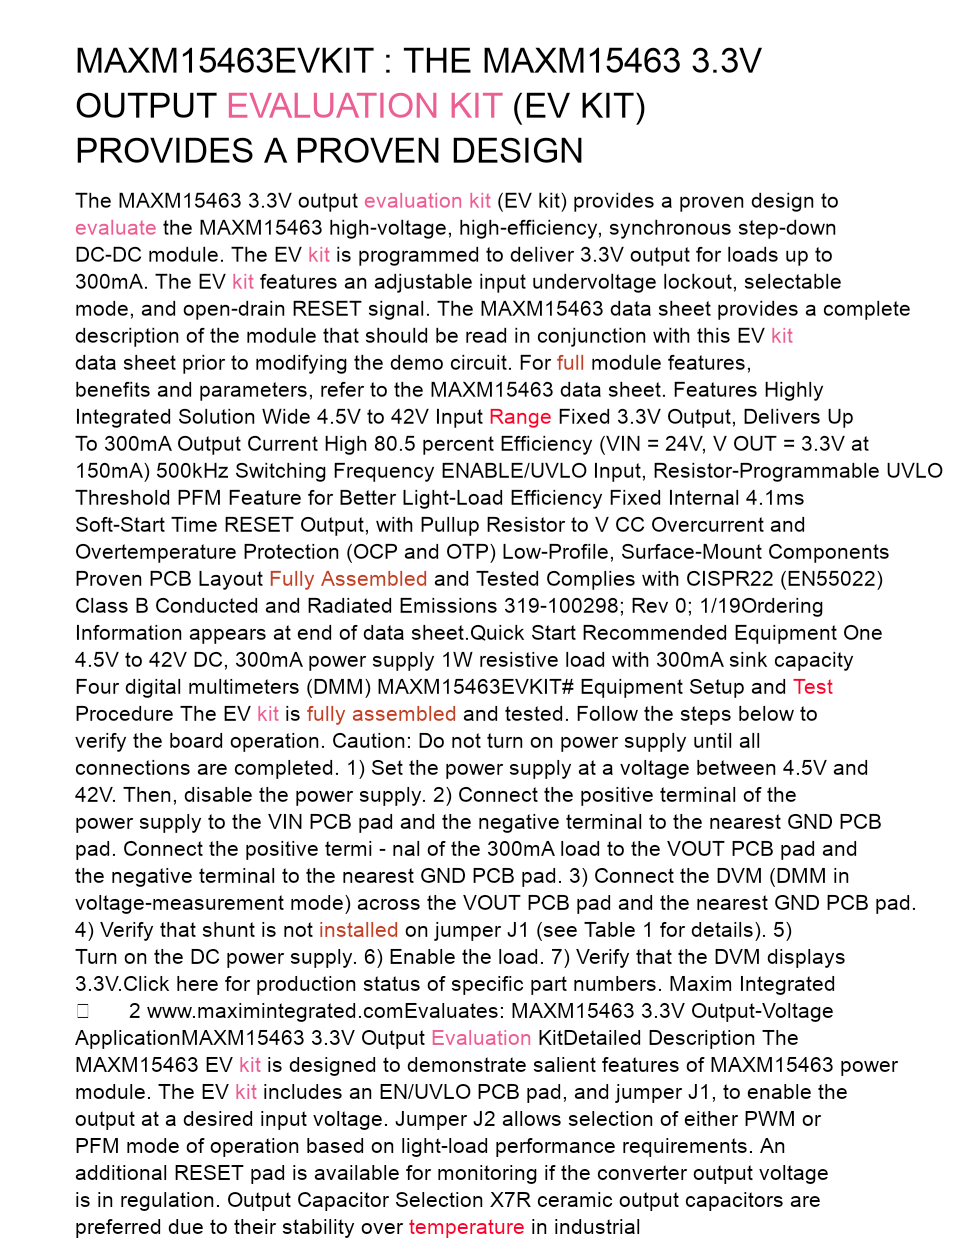 MAXM15463EVKIT : THE MAXM15463 3.3V
OUTPUT EVALUATION KIT (EV KIT)
PROVIDES A PROVEN DESIGN
The MAXM15463 3.3V output evaluation kit (EV kit) provides a proven design to
evaluate the MAXM15463 high-voltage, high-efficiency, synchronous step-down
DC-DC module. The EV kit is programmed to deliver 3.3V output for loads up to
300mA. The EV kit features an adjustable input undervoltage lockout, selectable
mode, and open-drain RESET signal. The MAXM15463 data sheet provides a complete
description of the module that should be read in conjunction with this EV kit
data sheet prior to modifying the demo circuit. For full module features,
benefits and parameters, refer to the MAXM15463 data sheet. Features Highly
Integrated Solution Wide 4.5V to 42V Input Range Fixed 3.3V Output, Delivers Up
To 300mA Output Current High 80.5 percent Efficiency (VIN = 24V, V OUT = 3.3V at
150mA) 500kHz Switching Frequency ENABLE/UVLO Input, Resistor-Programmable UVLO
Threshold PFM Feature for Better Light-Load Efficiency Fixed Internal 4.1ms
Soft-Start Time RESET Output, with Pullup Resistor to V CC Overcurrent and
Overtemperature Protection (OCP and OTP) Low-Profile, Surface-Mount Components
Proven PCB Layout Fully Assembled and Tested Complies with CISPR22 (EN55022)
Class B Conducted and Radiated Emissions 319-100298; Rev 0; 1/19Ordering
Information appears at end of data sheet.Quick Start Recommended Equipment One
4.5V to 42V DC, 300mA power supply 1W resistive load with 300mA sink capacity
Four digital multimeters (DMM) MAXM15463EVKIT# Equipment Setup and Test
Procedure The EV kit is fully assembled and tested. Follow the steps below to
verify the board operation. Caution: Do not turn on power supply until all
connections are completed. 1) Set the power supply at a voltage between 4.5V and
42V. Then, disable the power supply. 2) Connect the positive terminal of the
power supply to the VIN PCB pad and the negative terminal to the nearest GND PCB
pad. Connect the positive termi - nal of the 300mA load to the VOUT PCB pad and
the negative terminal to the nearest GND PCB pad. 3) Connect the DVM (DMM in
voltage-measurement mode) across the VOUT PCB pad and the nearest GND PCB pad.
4) Verify that shunt is not installed on jumper J1 (see Table 1 for details). 5)
Turn on the DC power supply. 6) Enable the load. 7) Verify that the DVM displays
3.3V.Click here for production status of specific part numbers. Maxim Integrated
2 www.maximintegrated.comEvaluates: MAXM15463 3.3V Output-Voltage
ApplicationMAXM15463 3.3V Output Evaluation KitDetailed Description The
MAXM15463 EV kit is designed to demonstrate salient features of MAXM15463 power
module. The EV kit includes an EN/UVLO PCB pad, and jumper J1, to enable the
output at a desired input voltage. Jumper J2 allows selection of either PWM or
PFM mode of operation based on light-load performance requirements. An
additional RESET pad is available for monitoring if the converter output voltage
is in regulation. Output Capacitor Selection X7R ceramic output capacitors are
preferred due to their stability over temperature in industrial